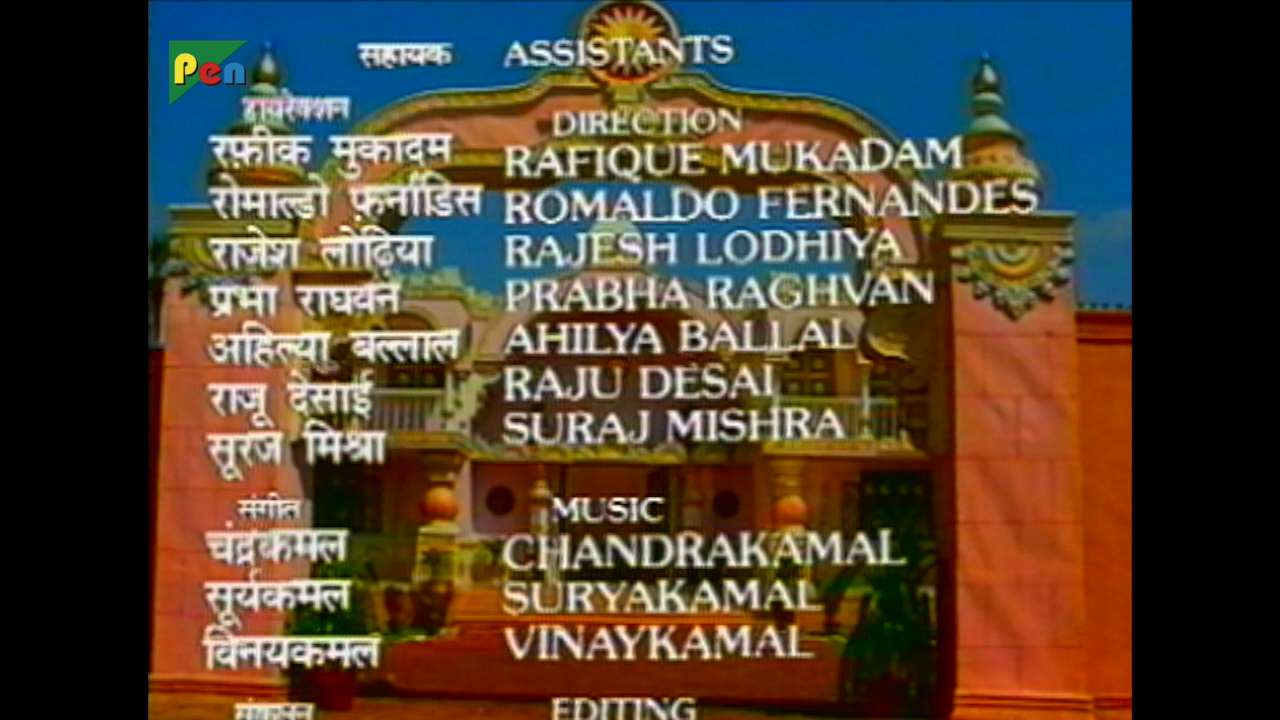 Pen
सहायक ASSISTANTS
डायरेक्शन DIRECTION
रफ़ीक मुकादम RAFIQUE MUKADAM
रोमाल्डो फ़र्नांडिस ROMALDO FERNANDES
राजेश लोढ़िया RAJESH LODHIYA
प्रभा राघवन PRABHA RAGHVAN
अहिल्या बल्लाल AHILYA BALLAL
राजू देसाई RAJU DESAI
सूरज मिश्रा SURAJ MISHRA
संगीत MUSIC
चंद्रकमल CHANDRAKAMAL
सूर्यकमल SURYAKAMAL
विनयकमल VINAYKAMAL
संकलन EDITING